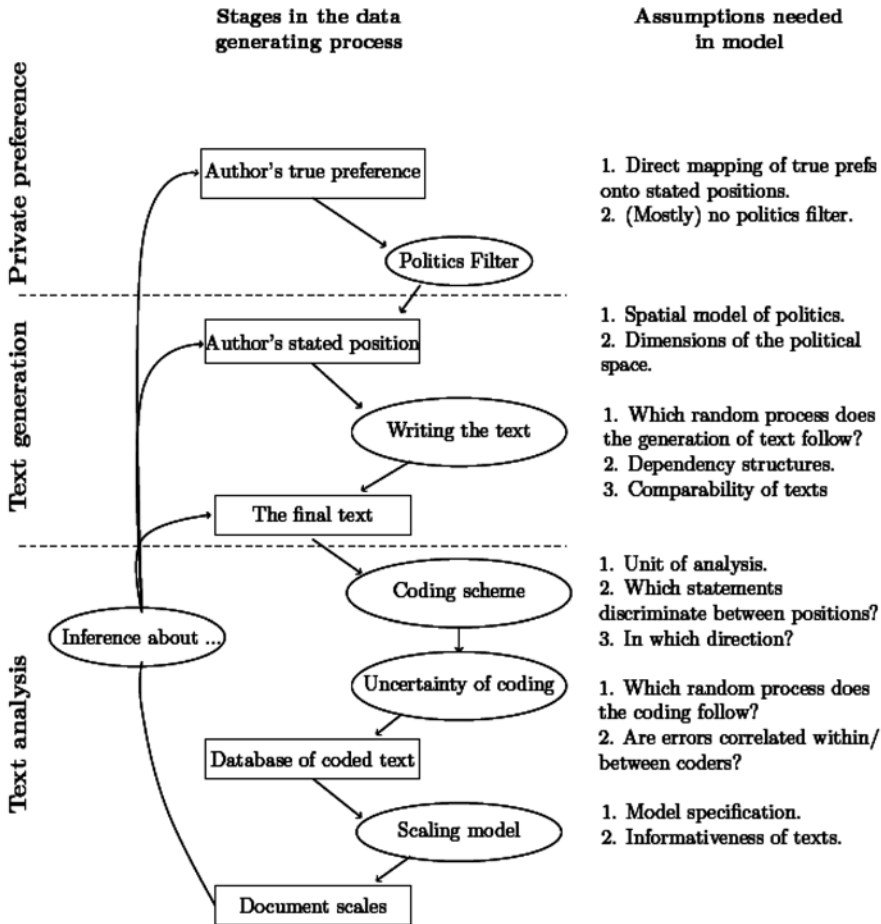 Stages in the data
generating process
Assumptions needed
in model
Private preference
Author's true preference
Politics Filter
1. Direct mapping of true prefs
onto stated positions.
2. (Mostly) no politics filter.
Text generation
Author's stated position
Writing the text
The final text
1. Spatial model of politics.
2. Dimensions of the political
space.
1. Which random process does
the generation of text follow?
2. Dependency structures.
3. Comparability of texts
Text analysis
Inference about ...
Coding scheme
Uncertainty of coding
Database of coded text
Scaling model
Document scales
1. Unit of analysis.
2. Which statements
discriminate between positions?
3. In which direction?
1. Which random process does
the coding follow?
2. Are errors correlated within/
between coders?
1. Model specification.
2. Informativeness of texts.